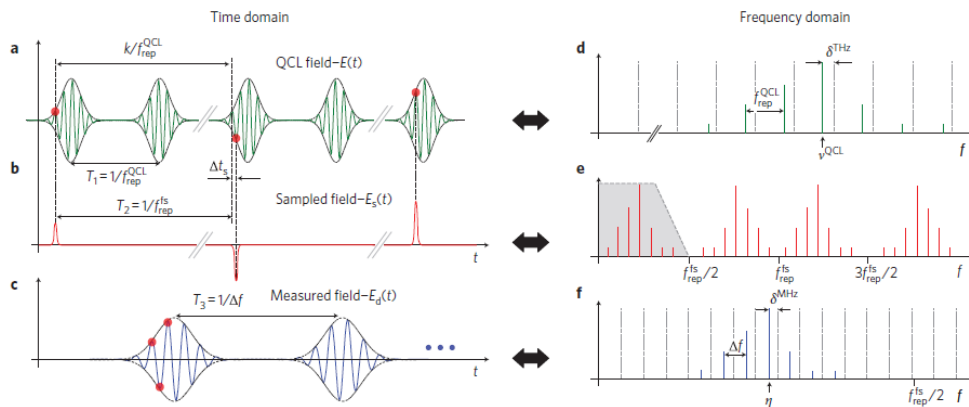 Time domain
Frequency domain
a
k/f_rep^QCL
QCL field–E(t)
t
T₁ = 1/f_rep^QCL
Δtₛ
b
T₂ = 1/f_rep^fs
Sampled field–Eₛ(t)
t
c
T₃ = 1/Δf
Measured field–E_d(t)
t
d
δ^THz
f_rep^QCL
ν^QCL
f
e
f_rep^fs/2
f_rep^fs
3f_rep^fs/2
f
f
δ^MHz
Δf
η
f_rep^fs/2
f